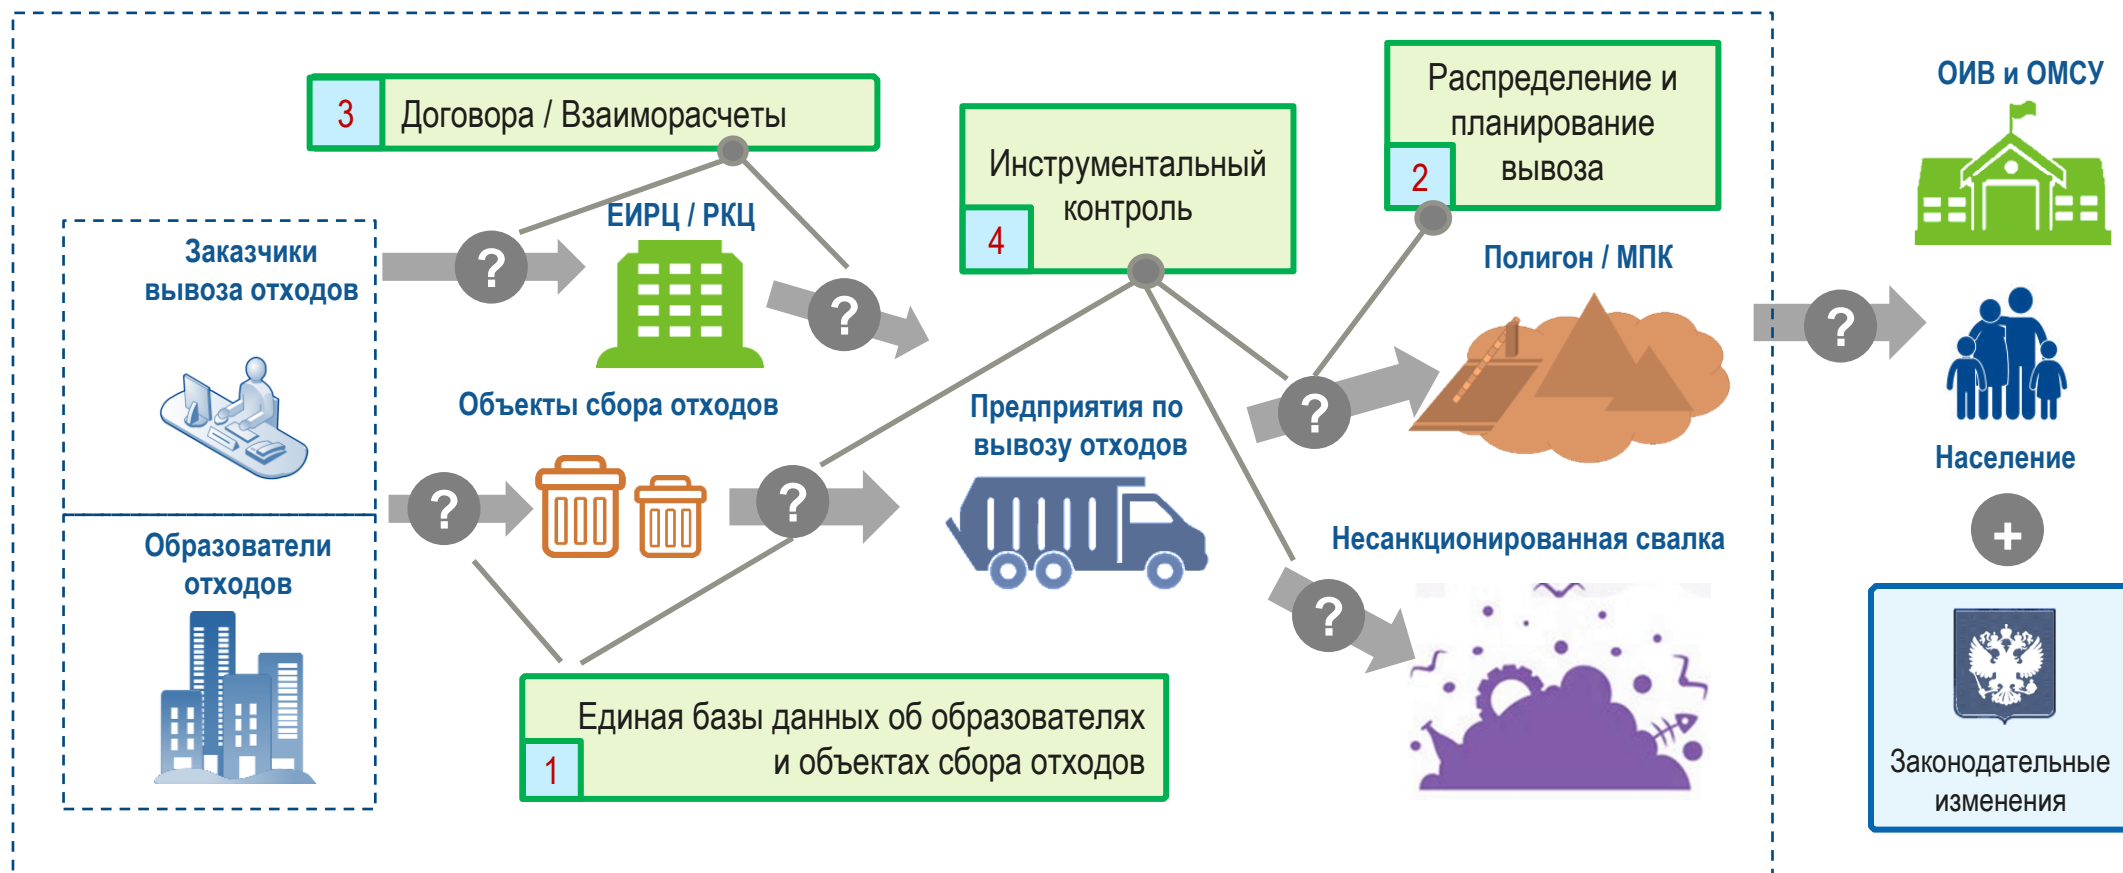 3
Договора / Взаиморасчеты
Распределение и
планирование
вывоза
2
ОИВ и ОМСУ
Инструментальный
контроль
4
Заказчики
вывоза отходов
?
ЕИРЦ / РКЦ
?
Полигон / МПК
?
Объекты сбора отходов
Предприятия по
вывозу отходов
?
Население
?
?
+
Образователи
отходов
Несанкционированная свалка
?
Единая базы данных об образователях
и объектах сбора отходов
1
Законодательные
изменения